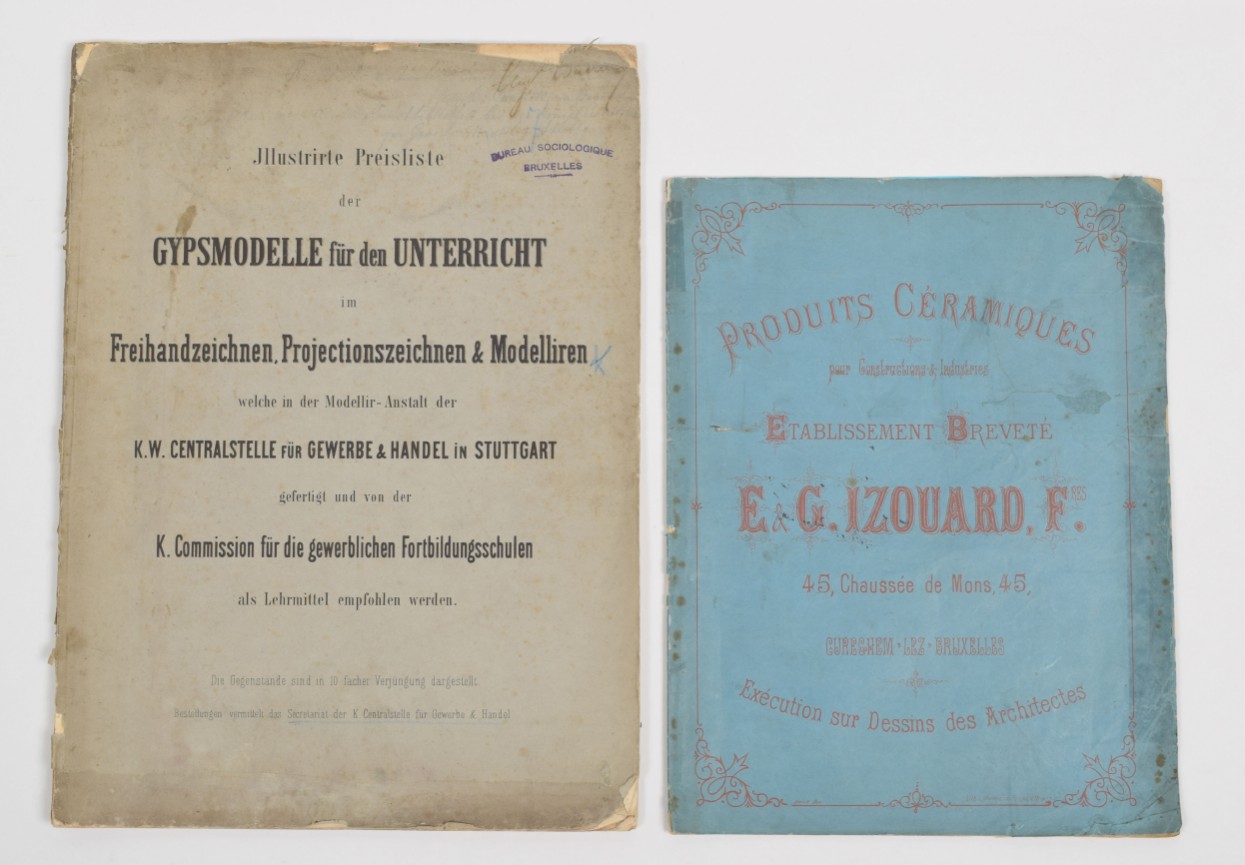 Jllustrirte Preisliste
der
GYPSMODELLE für den UNTERRICHT
im
Freihandzeichnen, Projectionszeichnen & Modelliren
welche in der Modellir-Anstalt der
K.W. CENTRALSTELLE FÜR GEWERBE & HANDEL IN STUTTGART
gefertigt und von der
K. Commission für die gewerblichen Fortbildungsschulen
als Lehrmittel empfohlen werden.
Die Gegenstände sind in 10 facher Verjüngung dargestellt.
Bestellungen vermittelt das Secretariat der K Centralstelle für Gewerbe & Handel
BUREAU SOCIOLOGIQUE
BRUXELLES
PRODUITS CÉRAMIQUES
pour Constructions & Industries
ETABLISSEMENT BREVETÉ
E & G. IZOUARD, FRES
45, Chaussée de Mons, 45,
CUREGHEM-LEZ-BRUXELLES
Exécution sur Dessins des Architectes